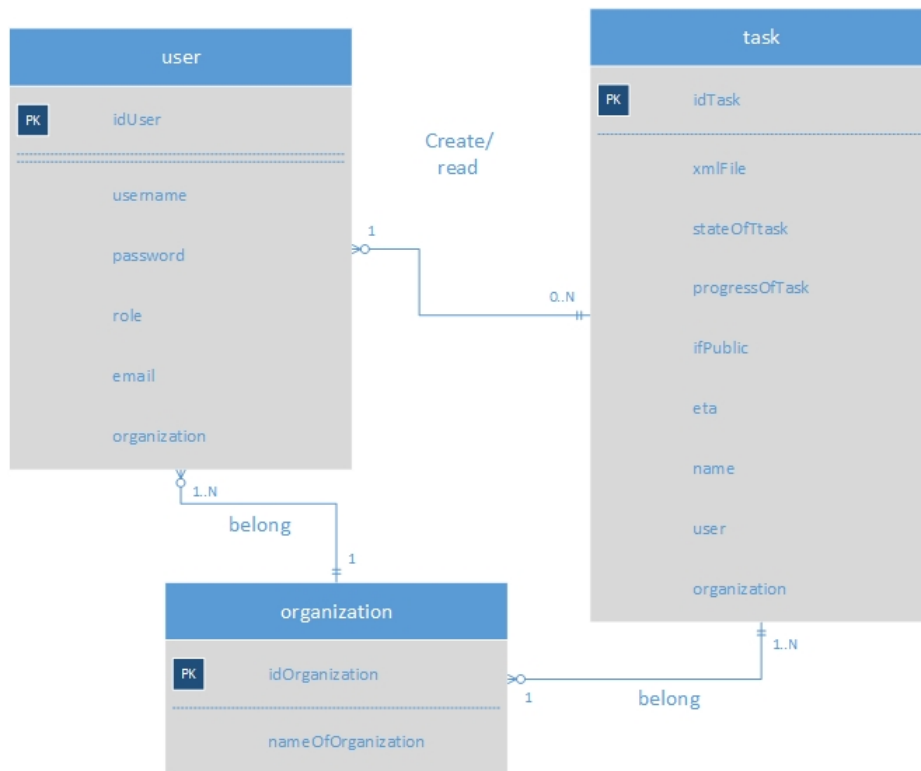 user
PK
idUser
username
password
role
email
organization
Create/
read
1
0..N
task
PK
idTask
xmlFile
stateOfTtask
progressOfTask
ifPublic
eta
name
user
organization
1..N
belong
1
organization
PK
idOrganization
nameOfOrganization
1
belong
1..N